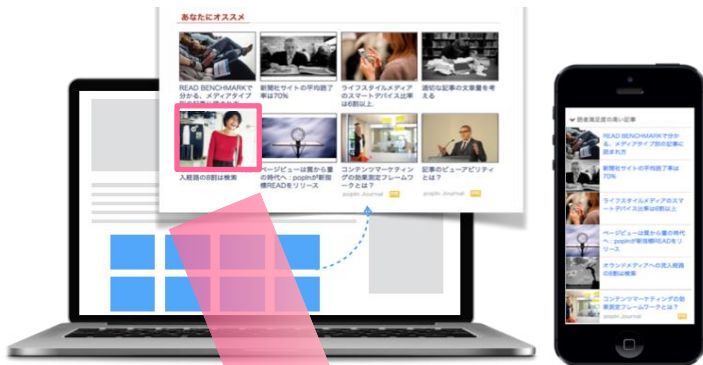 あなたにオススメ
READ BENCHMARKで
分かる、メディアタイプ
新聞社サイトの平均読了
率は70%
ライフスタイルメディア
のスマートデバイス比率
は6割以上
適切な記事の文章量を考
える
入経路の8割は検索
ページビューは質から量
の時代へ:popinが新指
標READをリリース
コンテンツマーケティン
グの効果測定フレームワ
ークとは?
popIn Journal PR
記事のビューアビリティ
とは?
popIn Journal PR
読者満足度の高い記事
READ BENCHMARKで分か
る、メディアタイプ別の記事に
読まれ方
新聞社サイトの平均読了率は
70%
ライフスタイルメディアのスマ
ートデバイス比率は6割以上
ページビューは質から量の時代
へ:popinが新指標READをリ
リース
オウンドメディアへの流入経路
の8割は検索
コンテンツマーケティングの効
果測定フレームワークとは?
popIn Journal PR